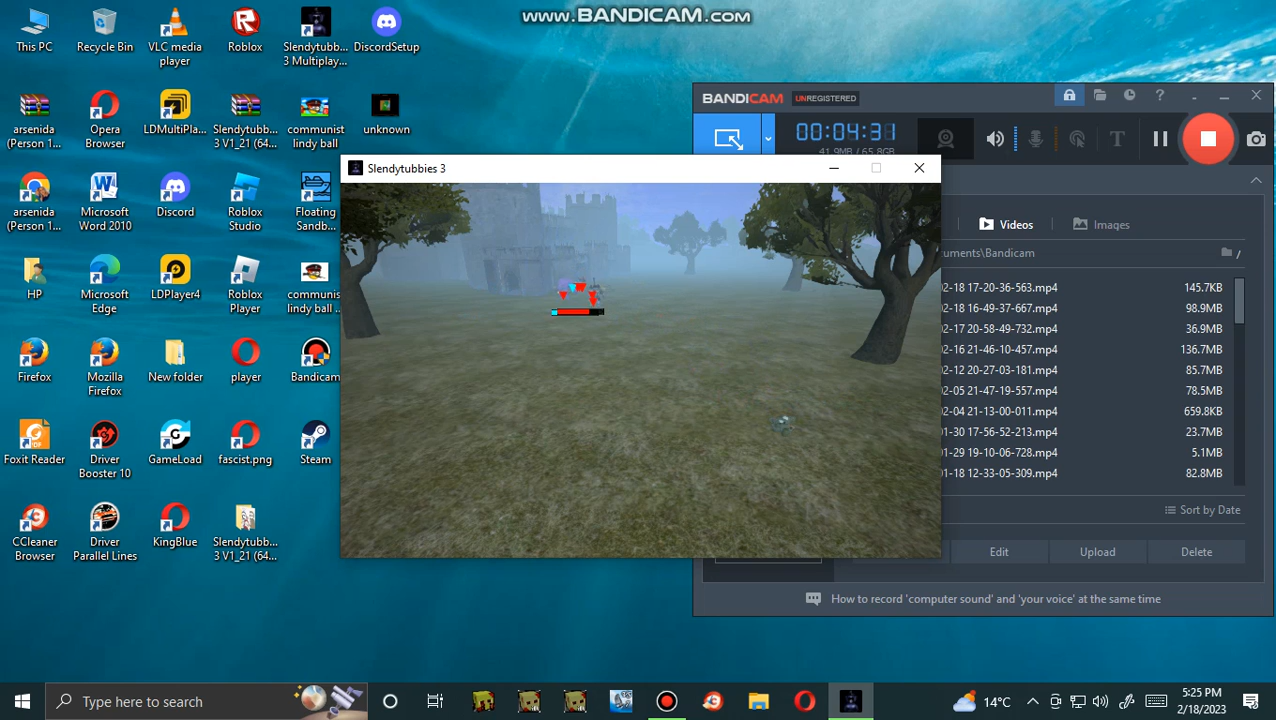 www.BANDICAM.com
This PC
Recycle Bin
VLC media
player
Roblox
Slendytubb...
3 Multiplay...
DiscordSetup
arsenida
(Person 1...
Opera
Browser
LDMultiPla...
Slendytubb...
3 V1_21 (64...
communist
lindy ball
unknown
arsenida
(Person 1...
Microsoft
Word 2010
Discord
Roblox
Studio
Floating
Sandb...
HP
Microsoft
Edge
LDPlayer4
Roblox
Player
communis
lindy ball ..
Firefox
Mozilla
Firefox
New folder
player
Bandicam
Foxit Reader
Driver
Booster 10
GameLoad
fascist.png
Steam
CCleaner
Browser
Driver
Parallel Lines
KingBlue
Slendytubb...
3 V1_21 (64...
BANDICAM
UNREGISTERED
00:04:31
41.9MB / 65.8GB
Slendytubbies 3
Videos
Images
cuments\Bandicam
02-18 17-20-36-563.mp4 145.7KB
02-18 16-49-37-667.mp4 98.9MB
02-17 20-58-49-732.mp4 36.9MB
02-16 21-46-10-457.mp4 136.7MB
02-12 20-27-03-181.mp4 85.7MB
02-05 21-47-19-557.mp4 78.5MB
02-04 21-13-00-011.mp4 659.8KB
01-30 17-56-52-213.mp4 23.7MB
01-29 19-10-06-728.mp4 5.1MB
01-18 12-33-05-309.mp4 82.8MB
Sort by Date
Edit
Upload
Delete
How to record 'computer sound' and 'your voice' at the same time
Type here to search
14°C
5:25 PM
2/18/2023